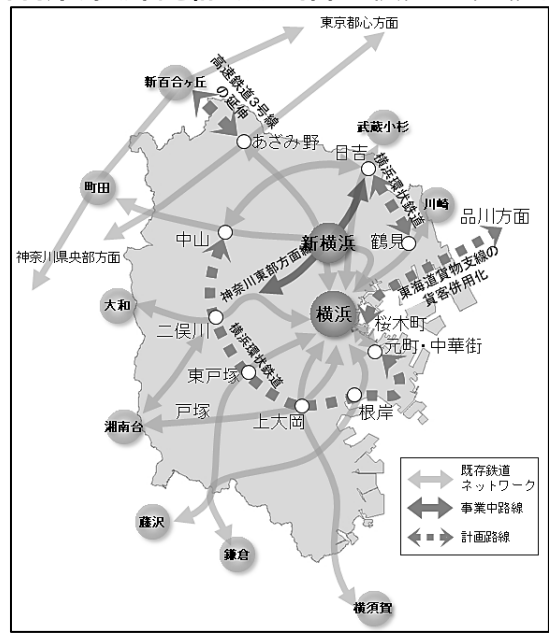 東京都心方面
新百合ヶ丘
高速鉄道3号線
の延伸
あざみ野
武蔵小杉
日吉
横浜環状鉄道
町田
川崎
品川方面
中山
新横浜
鶴見
神奈川県央部方面
神奈川東部方面線
東海道貨物支線の
貨客併用化
大和
横浜
二俣川
桜木町
元町・中華街
横浜環状鉄道
東戸塚
戸塚
上大岡
根岸
湘南台
既存鉄道
ネットワーク
事業中路線
計画路線
藤沢
鎌倉
横須賀